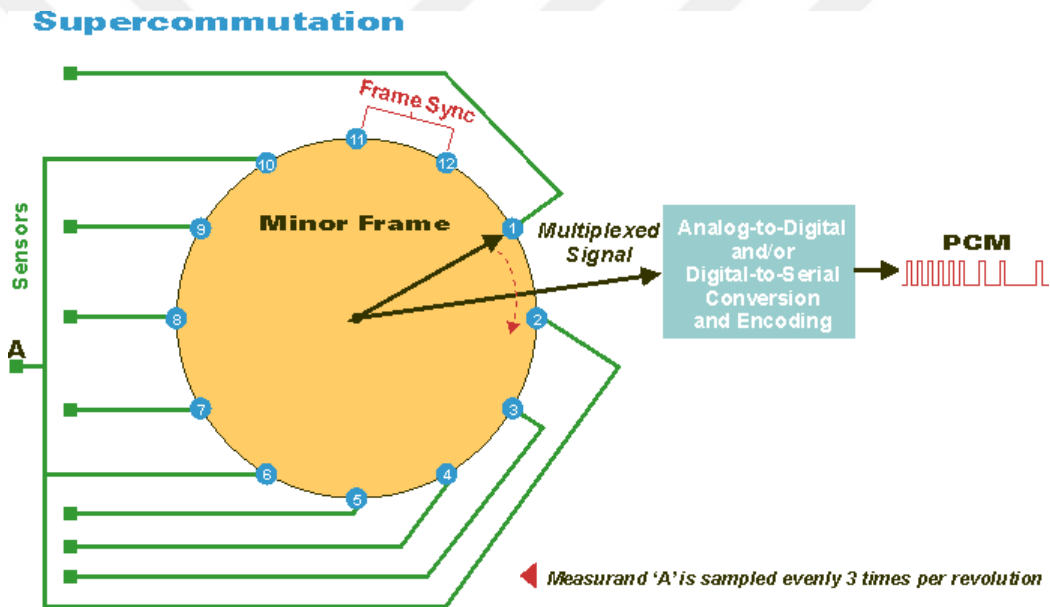 Supercommutation
Frame Sync
11
12
10
1
9
Minor Frame
Multiplexed
Signal
Analog-to-Digital
and/or
Digital-to-Serial
Conversion
and Encoding
PCM
Sensors
8
2
A
7
3
6
4
5
Measurand 'A' is sampled evenly 3 times per revolution